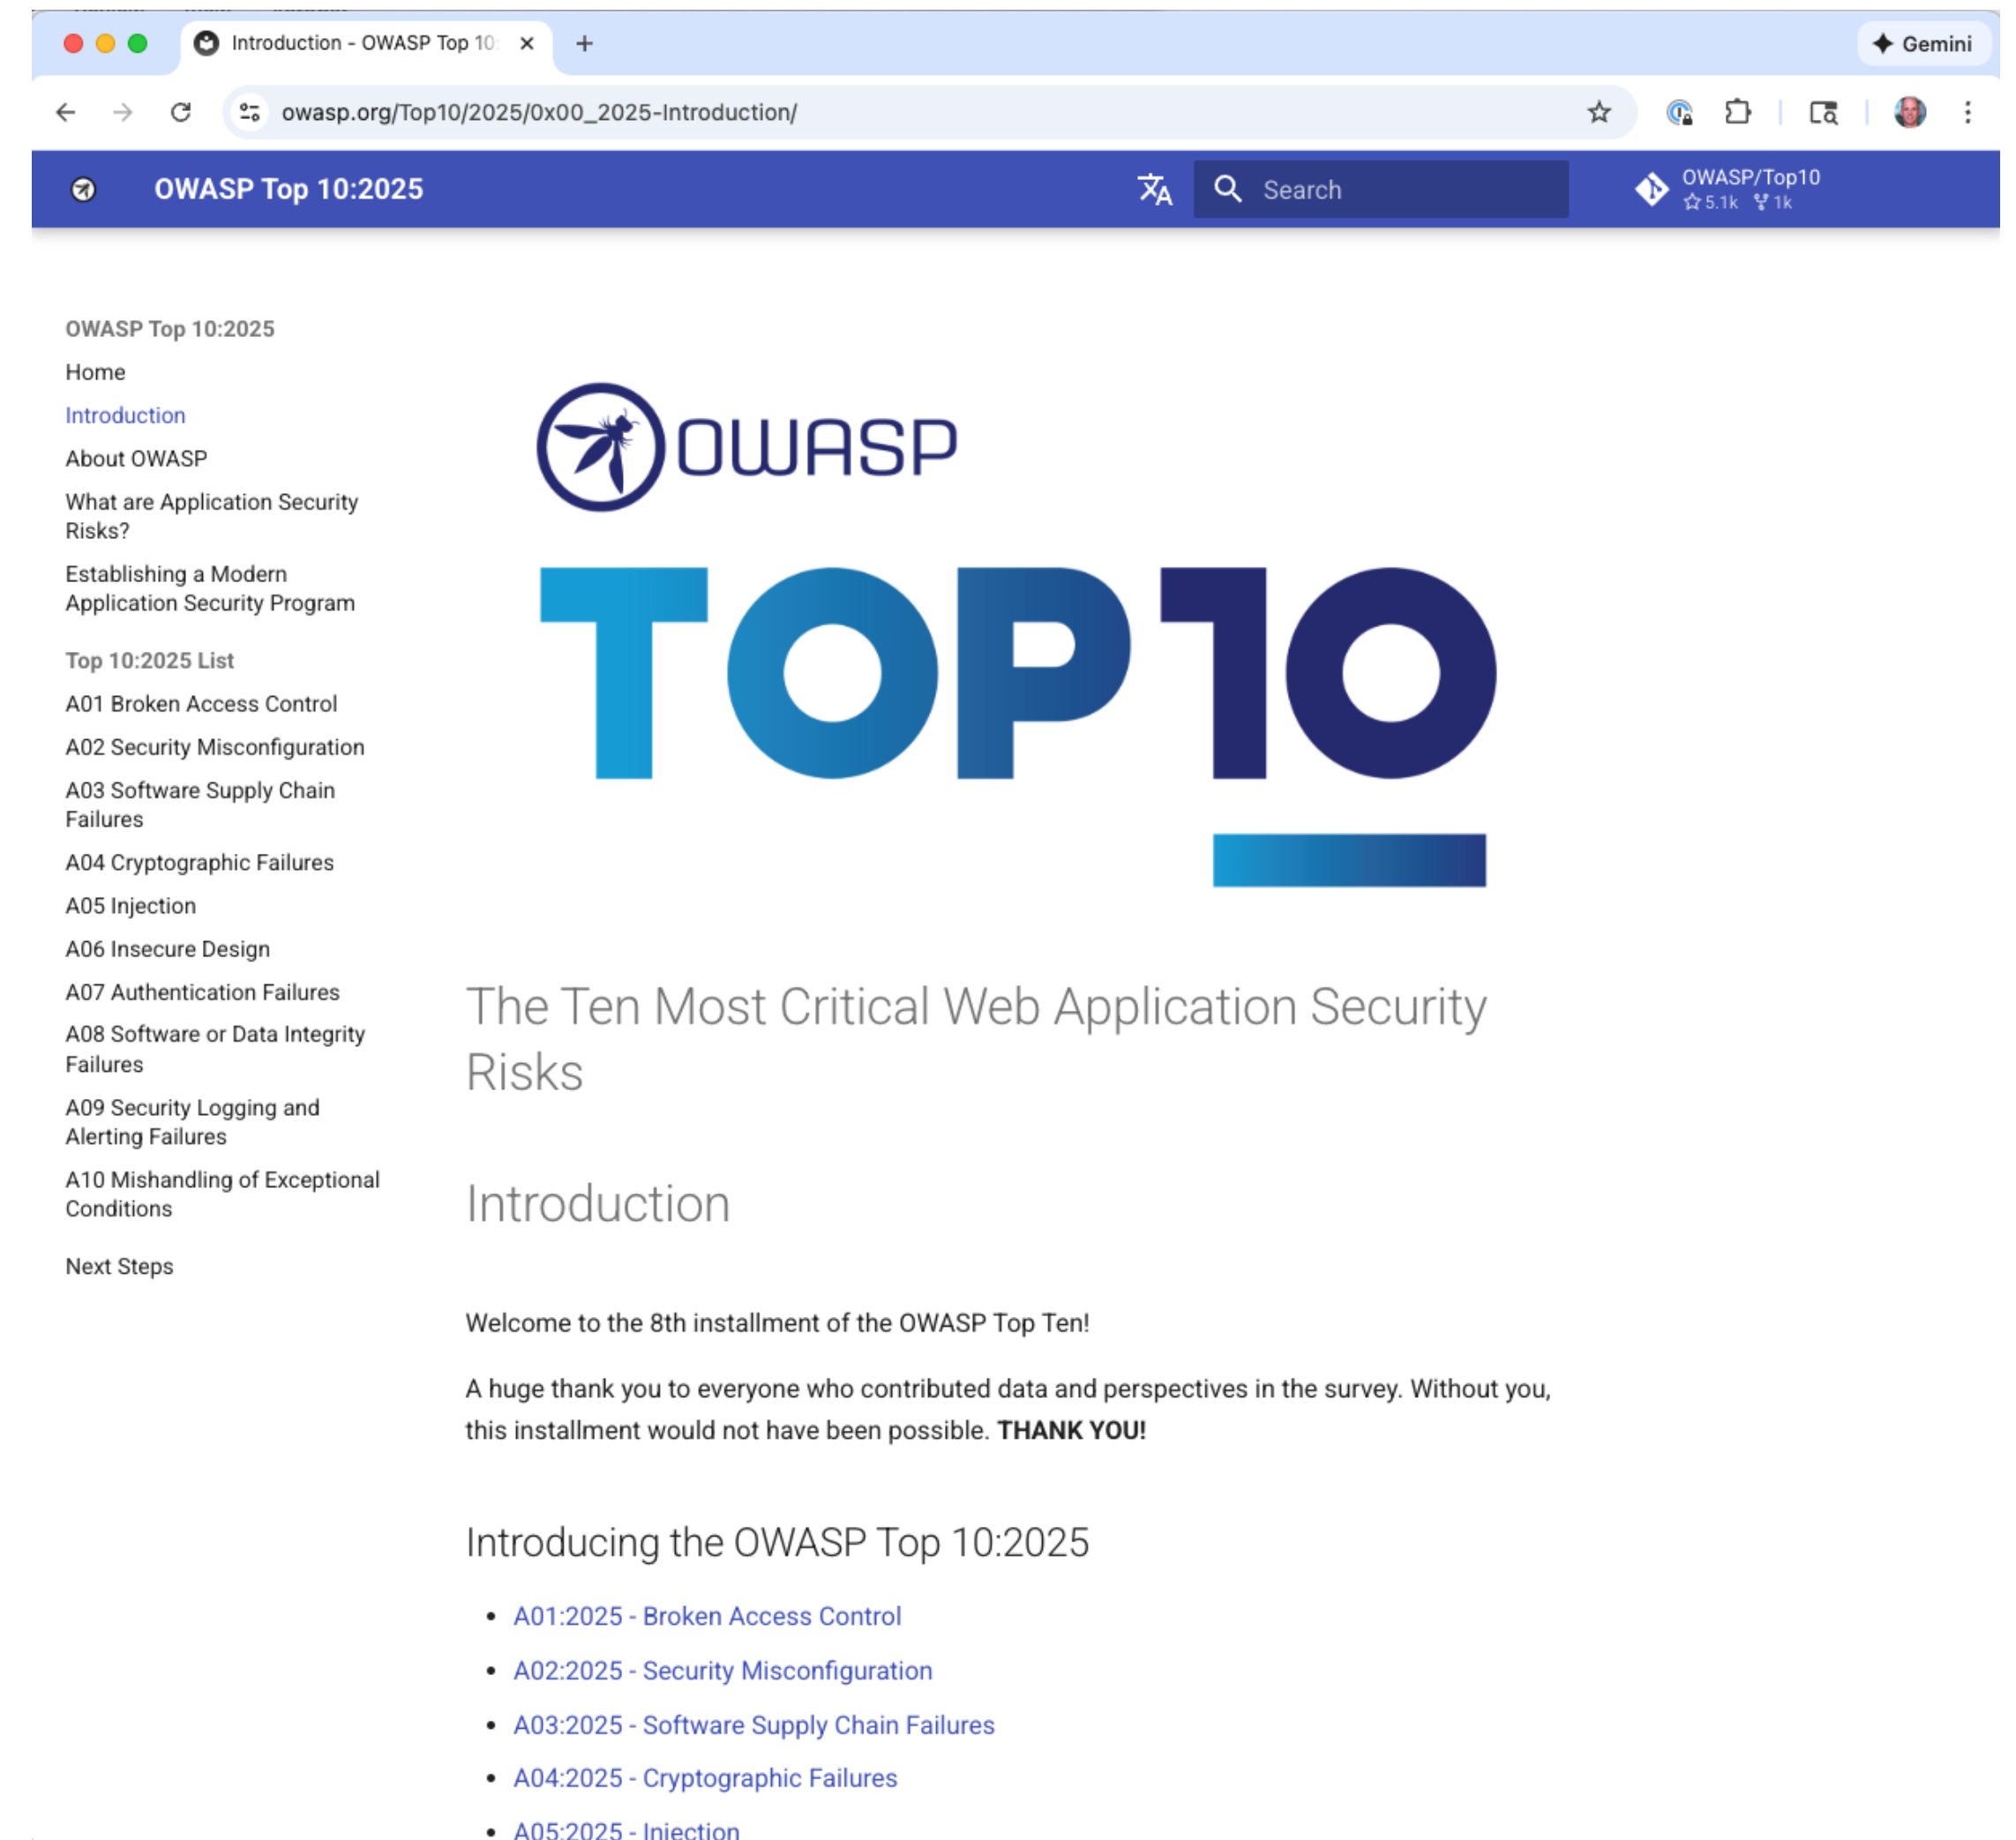 Introduction - OWASP Top 10:
Gemini
owasp.org/Top10/2025/0x00_2025-Introduction/
OWASP Top 10:2025
Search
OWASP/Top10
5.1k 1k
OWASP Top 10:2025
Home
Introduction
About OWASP
What are Application Security
Risks?
Establishing a Modern
Application Security Program
Top 10:2025 List
A01 Broken Access Control
A02 Security Misconfiguration
A03 Software Supply Chain
Failures
A04 Cryptographic Failures
A05 Injection
A06 Insecure Design
A07 Authentication Failures
A08 Software or Data Integrity
Failures
A09 Security Logging and
Alerting Failures
A10 Mishandling of Exceptional
Conditions
Next Steps
OWASP
TOP10
The Ten Most Critical Web Application Security
Risks
Introduction
Welcome to the 8th installment of the OWASP Top Ten!
A huge thank you to everyone who contributed data and perspectives in the survey. Without you,
this installment would not have been possible. THANK YOU!
Introducing the OWASP Top 10:2025
• A01:2025 - Broken Access Control
• A02:2025 - Security Misconfiguration
• A03:2025 - Software Supply Chain Failures
• A04:2025 - Cryptographic Failures
• A05:2025 - Injection